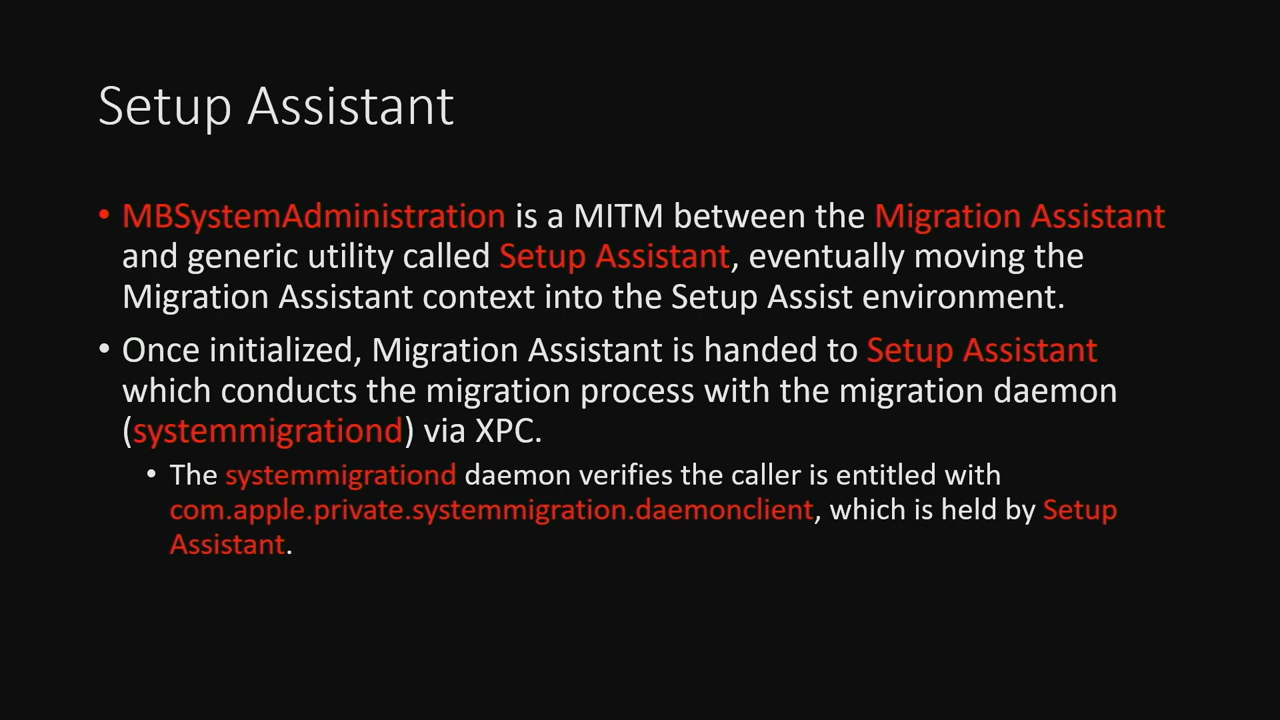 Setup Assistant
• MBSystemAdministration is a MITM between the Migration Assistant
and generic utility called Setup Assistant, eventually moving the
Migration Assistant context into the Setup Assist environment.
• Once initialized, Migration Assistant is handed to Setup Assistant
which conducts the migration process with the migration daemon
(systemmigrationd) via XPC.
• The systemmigrationd daemon verifies the caller is entitled with
com.apple.private.systemmigration.daemonclient, which is held by Setup
Assistant.